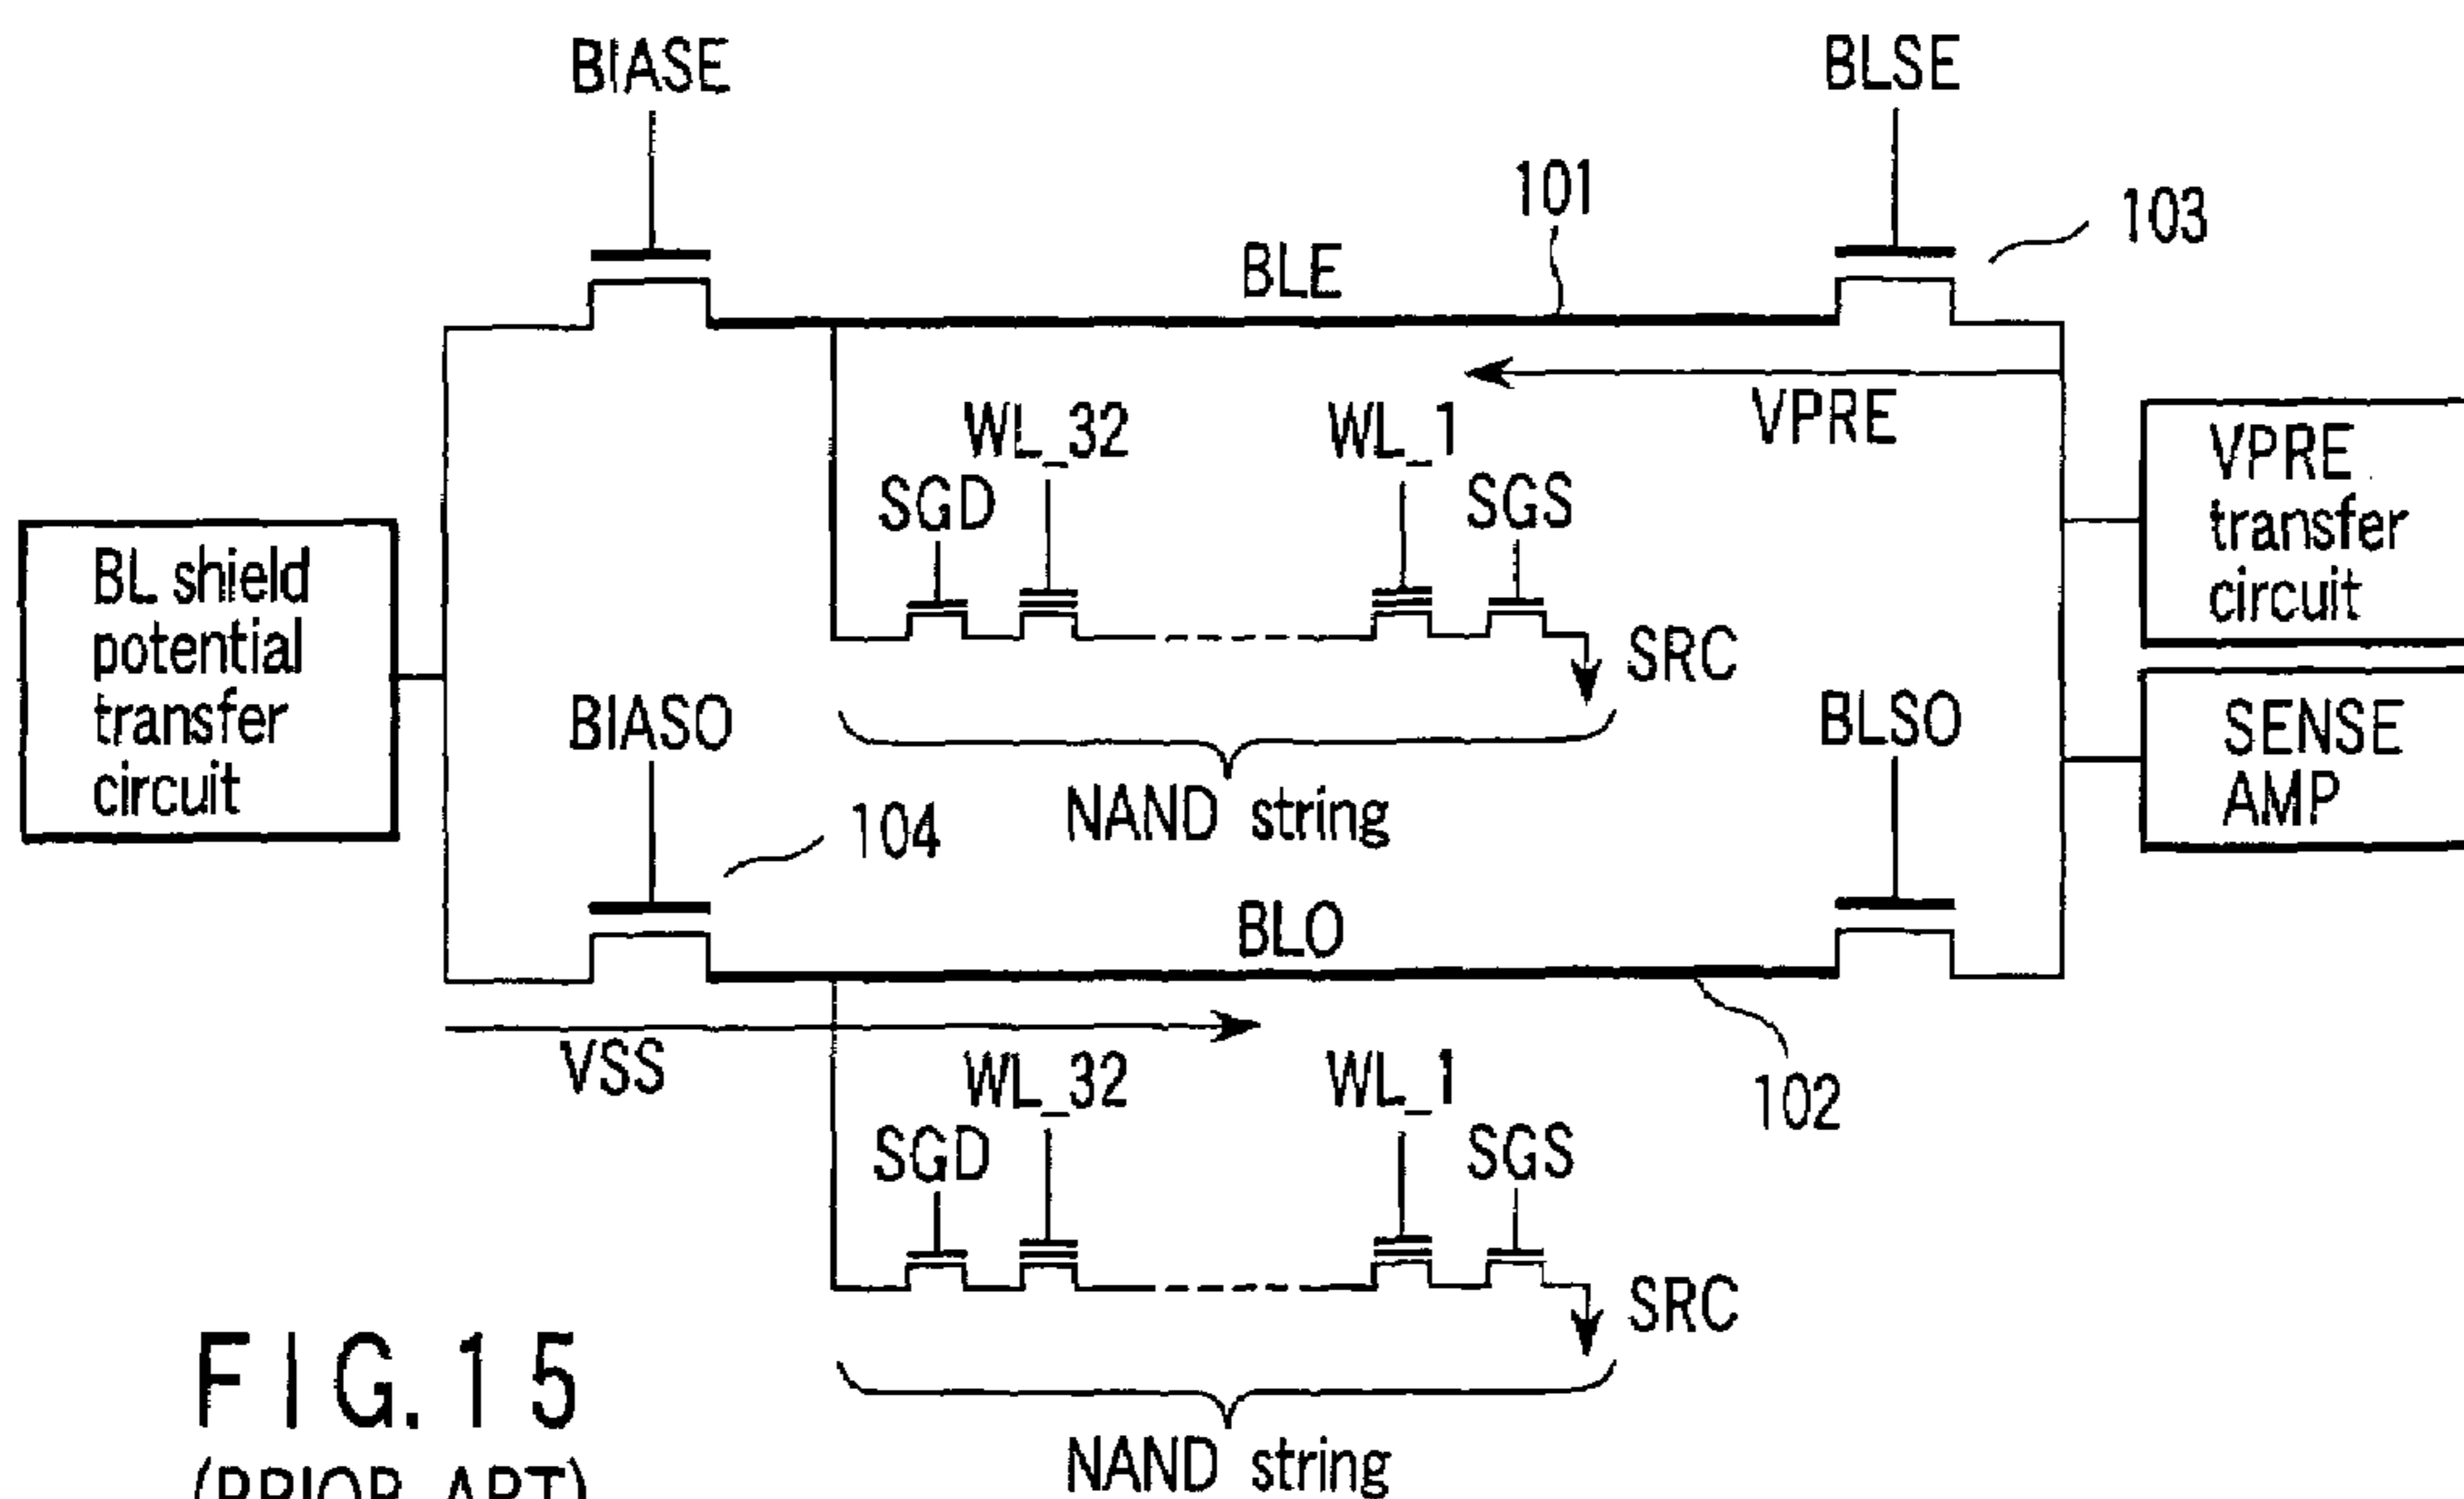 BIASE
BLSE
101
103
BLE
VPRE
WL_32
WL_1
SGD
SGS
VPRE
transfer
circuit
BL shield
potential
transfer
circuit
SRC
BIASO
BLSO
SENSE
AMP
NAND string
104
BLO
VSS
WL_32
WL_1
102
SGD
SGS
SRC
FIG. 15
(PRIOR ART)
NAND string